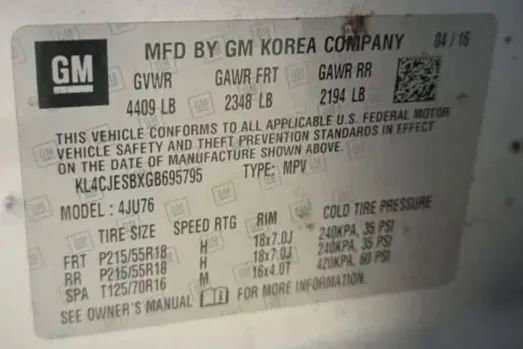 GM
MFD BY GM KOREA COMPANY 04/16
GVWR GAWR FRT GAWR RR
4409 LB 2348 LB 2194 LB
THIS VEHICLE CONFORMS TO ALL APPLICABLE U.S. FEDERAL MOTOR
VEHICLE SAFETY AND THEFT PREVENTION STANDARDS IN EFFECT
ON THE DATE OF MANUFACTURE SHOWN ABOVE.
KL4CJESBXGB695795 TYPE: MPV
MODEL: 4JU76
TIRE SIZE SPEED RTG RIM COLD TIRE PRESSURE
FRT P215/55R18 H 18x7.0J 240KPA, 35 PSI
RR P215/55R18 H 18x7.0J 240KPA, 35 PSI
SPA T125/70R16 M 16x4.0T 420KPA, 60 PSI
SEE OWNER'S MANUAL FOR MORE INFORMATION.